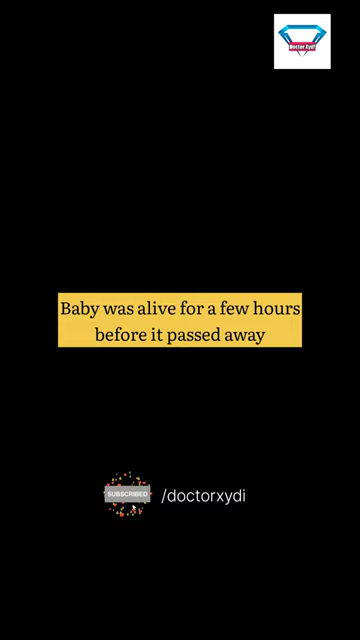 Doctor Xydi
Baby was alive for a few hours
before it passed away
SUBSCRIBED
/doctorxydi